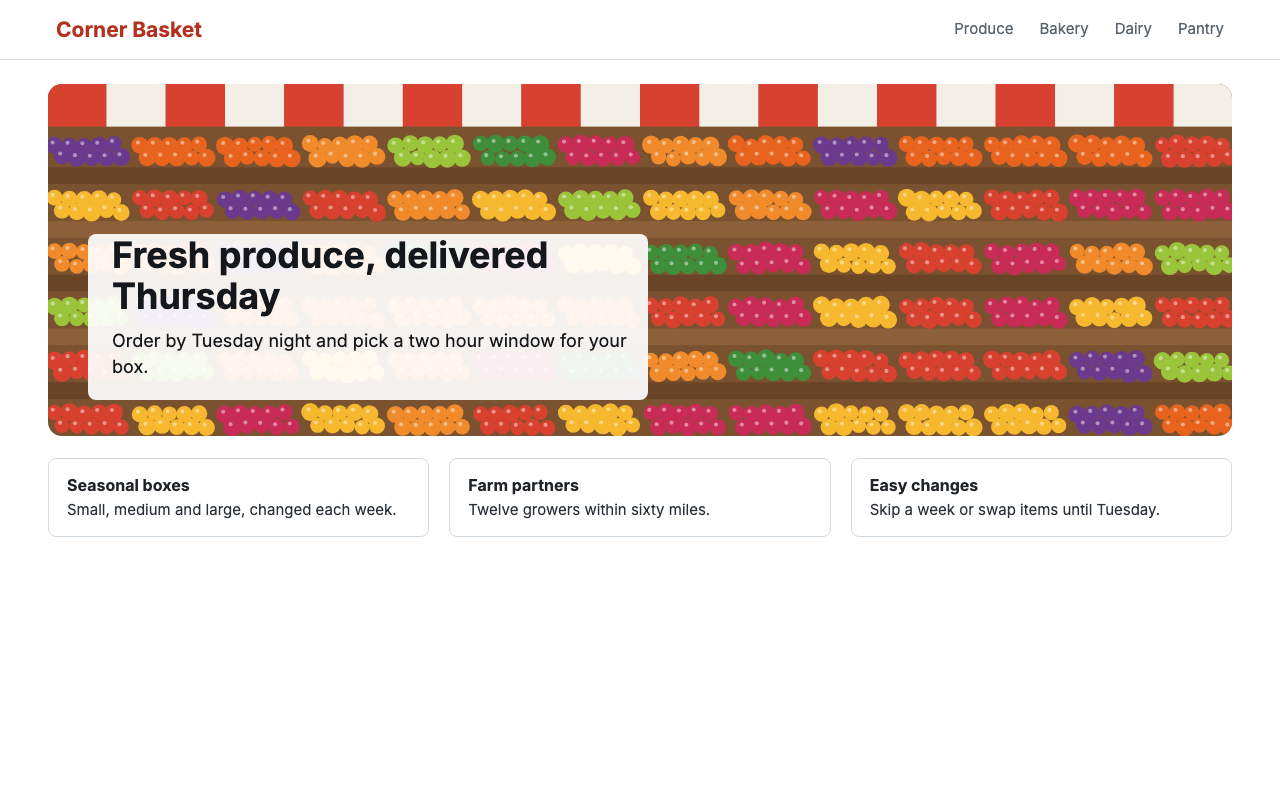 Corner Basket
Produce Bakery Dairy Pantry
Fresh produce, delivered
Thursday
Order by Tuesday night and pick a two hour window for your
box.
Seasonal boxes
Small, medium and large, changed each week.
Farm partners
Twelve growers within sixty miles.
Easy changes
Skip a week or swap items until Tuesday.